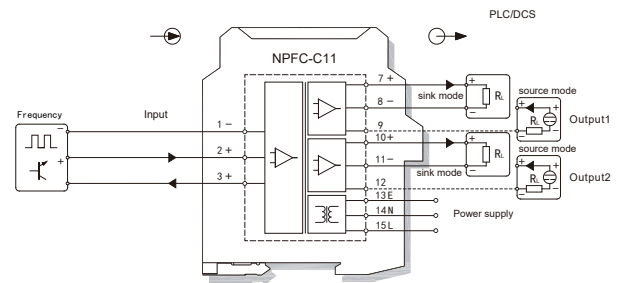 PLC/DCS
NPFC-C11
Frequency
Input
1 −
2 +
3 +
−
+
7 +
8 −
9
10+
11−
12
13 E
14 N
15 L
sink mode
+
RL
−
source mode
+
+
RL
−
−
Output1
sink mode
+
RL
−
source mode
+
+
RL
−
−
Output2
Power supply